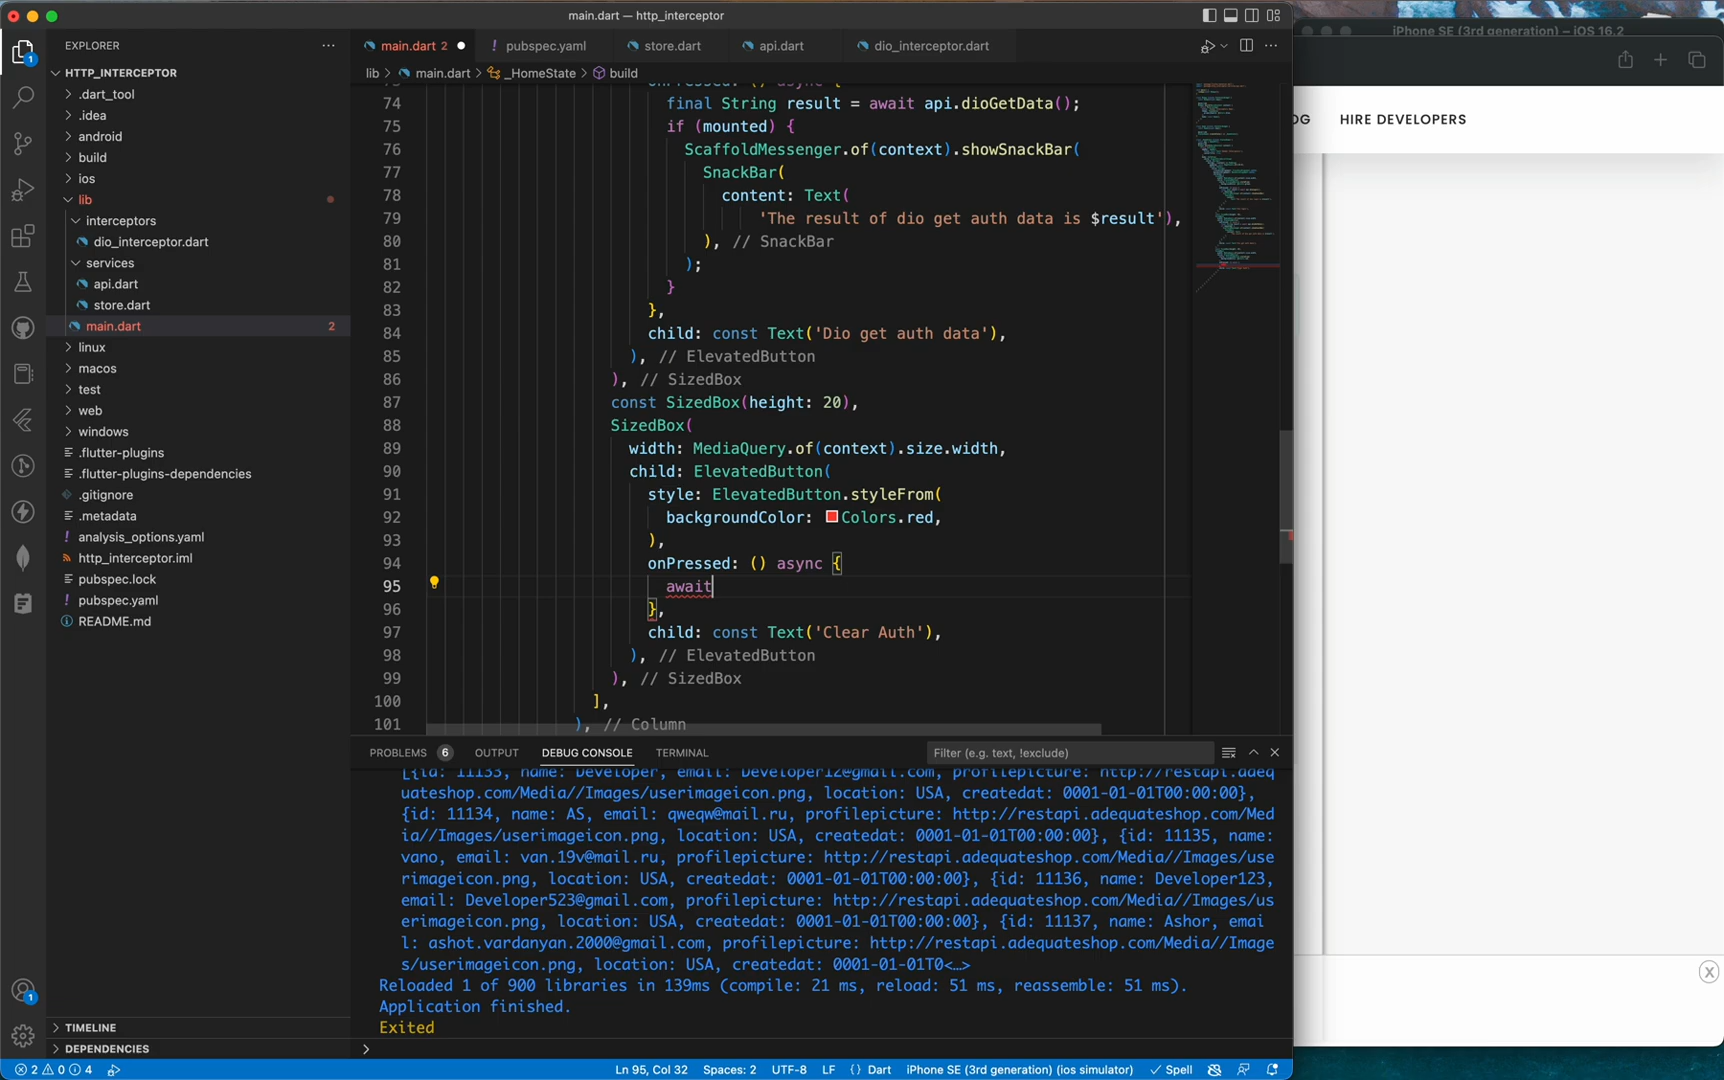 main.dart — http_interceptor
iPhone SE (3rd generation) – iOS 16.2
EXPLORER
main.dart 2
! pubspec.yaml
store.dart
api.dart
dio_interceptor.dart
HTTP_INTERCEPTOR
lib > main.dart > _HomeState > build
HIRE DEVELOPERS
.dart_tool
.idea
android
build
ios
lib
interceptors
dio_interceptor.dart
services
api.dart
store.dart
main.dart 2
linux
macos
test
web
windows
.flutter-plugins
.flutter-plugins-dependencies
.gitignore
.metadata
! analysis_options.yaml
http_interceptor.iml
pubspec.lock
! pubspec.yaml
README.md
TIMELINE
DEPENDENCIES
74 final String result = await api.dioGetData();
75 if (mounted) {
76 ScaffoldMessenger.of(context).showSnackBar(
77 SnackBar(
78 content: Text(
79 'The result of dio get auth data is $result'),
80 ), // SnackBar
81 );
82 }
83 },
84 child: const Text('Dio get auth data'),
85 ), // ElevatedButton
86 ), // SizedBox
87 const SizedBox(height: 20),
88 SizedBox(
89 width: MediaQuery.of(context).size.width,
90 child: ElevatedButton(
91 style: ElevatedButton.styleFrom(
92 backgroundColor: Colors.red,
93 ),
94 onPressed: () async {
95 await
96 },
97 child: const Text('Clear Auth'),
98 ), // ElevatedButton
99 ), // SizedBox
100 ],
101 ), // Column
PROBLEMS 6 OUTPUT DEBUG CONSOLE TERMINAL
Filter (e.g. text, !exclude)
[{id: 11133, name: Developer, email: Developer12@gmail.com, profilepicture: http://restapi.adeq
uateshop.com/Media//Images/userimageicon.png, location: USA, createdat: 0001-01-01T00:00:00},
{id: 11134, name: AS, email: qweqw@mail.ru, profilepicture: http://restapi.adequateshop.com/Med
ia//Images/userimageicon.png, location: USA, createdat: 0001-01-01T00:00:00}, {id: 11135, name:
vano, email: van.19v@mail.ru, profilepicture: http://restapi.adequateshop.com/Media//Images/use
rimageicon.png, location: USA, createdat: 0001-01-01T00:00:00}, {id: 11136, name: Developer123,
email: Developer523@gmail.com, profilepicture: http://restapi.adequateshop.com/Media//Images/us
erimageicon.png, location: USA, createdat: 0001-01-01T00:00:00}, {id: 11137, name: Ashor, emai
l: ashot.vardanyan.2000@gmail.com, profilepicture: http://restapi.adequateshop.com/Media//Image
s/userimageicon.png, location: USA, createdat: 0001-01-01T0<…>
Reloaded 1 of 900 libraries in 139ms (compile: 21 ms, reload: 51 ms, reassemble: 51 ms).
Application finished.
Exited
>
2 0 4
Ln 95, Col 32 Spaces: 2 UTF-8 LF {} Dart iPhone SE (3rd generation) (ios simulator) Spell